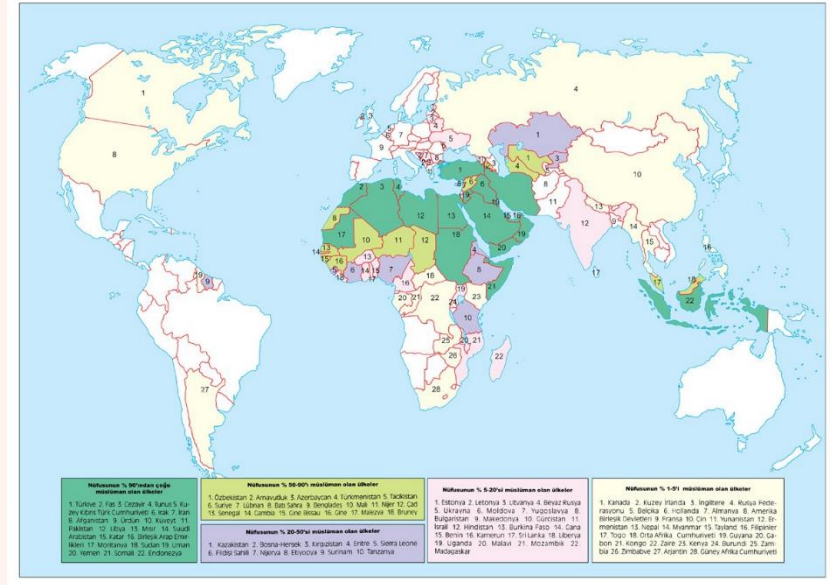 Nüfusunun % 90'ından çoğu
müslüman olan ülkeler
1. Türkiye 2. Fas 3. Cezayir 4. Tunus 5. Ku-
zey Kıbrıs Türk Cumhuriyeti 6. Irak 7. İran
8. Afganistan 9. Ürdün 10. Kuveyt 11.
Pakistan 12. Libya 13. Mısır 14. Suudi
Arabistan 15. Katar 16. Birleşik Arap Emir-
likleri 17. Moritanya 18. Sudan 19. Uman
20. Yemen 21. Somali 22. Endonezya
Nüfusunun % 50-90'ı müslüman olan ülkeler
1. Özbekistan 2. Arnavutluk 3. Azerbaycan 4. Türkmenistan 5. Tacikistan
6. Suriye 7. Lübnan 8. Batı Sahra 9. Bengladeş 10. Mali 11. Nijer 12. Çad
13. Senegal 14. Gambia 15. Gine Bissau 16. Gine 17. Malezya 18. Bruney
Nüfusunun % 20-50'si müslüman olan ülkeler
1. Kazakistan 2. Bosna-Hersek 3. Kırgızistan 4. Eritre 5. Sierra Leone
6. Fildişi Sahili 7. Nijerya 8. Etiyopya 9. Surinam 10. Tanzanya
Nüfusunun % 5-20'si müslüman olan ülkeler
1. Estonya 2. Letonya 3. Litvanya 4. Beyaz Rusya
5. Ukrayna 6. Moldova 7. Yugoslavya 8.
Bulgaristan 9. Makedonya 10. Gürcistan 11.
İsrail 12. Hindistan 13. Burkina Faso 14. Gana
15. Benin 16. Kamerun 17. Sri Lanka 18. Liberya
19. Uganda 20. Malavi 21. Mozambik 22.
Madagaskar
Nüfusunun % 1-5'i müslüman olan ülkeler
1. Kanada 2. Kuzey İrlanda 3. İngiltere 4. Rusya Fede-
rasyonu 5. Belçika 6. Hollanda 7. Almanya 8. Amerika
Birleşik Devletleri 9. Fransa 10. Çin 11. Yunanistan 12. Er-
menistan 13. Nepal 14. Myanmar 15. Tayland 16. Filipinler
17. Togo 18. Orta Afrika Cumhuriyeti 19. Guyana 20. Ga-
bon 21. Kongo 22. Zaire 23. Kenya 24. Burundi 25. Zam-
bia 26. Zimbabve 27. Arjantin 28. Güney Afrika Cumhuriyeti